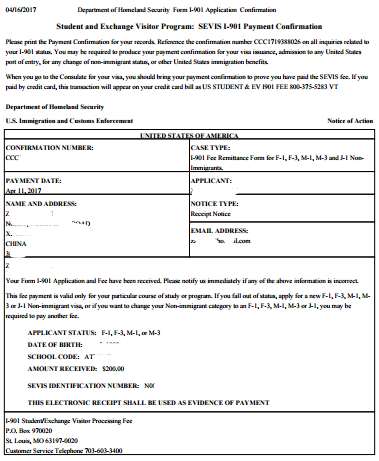 04/16/2017 Department of Homeland Security Form I-901 Application Confirmation
Student and Exchange Visitor Program: SEVIS I-901 Payment Confirmation
Please print the Payment Confirmation for your records. Reference the confirmation number CCC1719388026 on all inquiries related to
your I-901 status. You may be required to produce your payment confirmation for your visa issuance, admission to any United States
port of entry, for any change of non-immigrant status, or other United States immigration benefits.
When you go to the Consulate for your visa, you should bring your payment confirmation to prove you have paid the SEVIS fee. If you
paid by credit card, this transaction will appear on your credit card bill as US STUDENT & EV I901 FEE 800-375-5283 VT
Department of Homeland Security
U.S. Immigration and Customs Enforcement Notice of Action
UNITED STATES OF AMERICA
CONFIRMATION NUMBER:
CCC
CASE TYPE:
I-901 Fee Remittance Form for F-1, F-3, M-1, M-3 and J-1 Non-
Immigrants.
PAYMENT DATE:
Apr 11, 2017
APPLICANT:
NAME AND ADDRESS:
Z
X.
CHINA
NOTICE TYPE:
Receipt Notice
EMAIL ADDRESS:
il.com
Z
Your Form I-901 Application and Fee have been received. Please notify us immediately if any of the above information is incorrect.
This fee payment is valid only for your particular course of study or program. If you fall out of status, apply for a new F-1, F-3, M-1, M-
3 or J-1 Non-immigrant visa, or if you want to change your Non-immigrant category to an F-1, F-3, M-1, M-3 or J-1, you may be
required to pay another fee.
APPLICANT STATUS: F-1, F-3, M-1, or M-3
DATE OF BIRTH:
SCHOOL CODE: AT
AMOUNT RECEIVED: $200.00
SEVIS IDENTIFICATION NUMBER: N0
THIS ELECTRONIC RECEIPT SHALL BE USED AS EVIDENCE OF PAYMENT
I-901 Student/Exchange Visitor Processing Fee
P.O. Box 970020
St. Louis, MO 63197-0020
Customer Service Telephone 703-603-3400